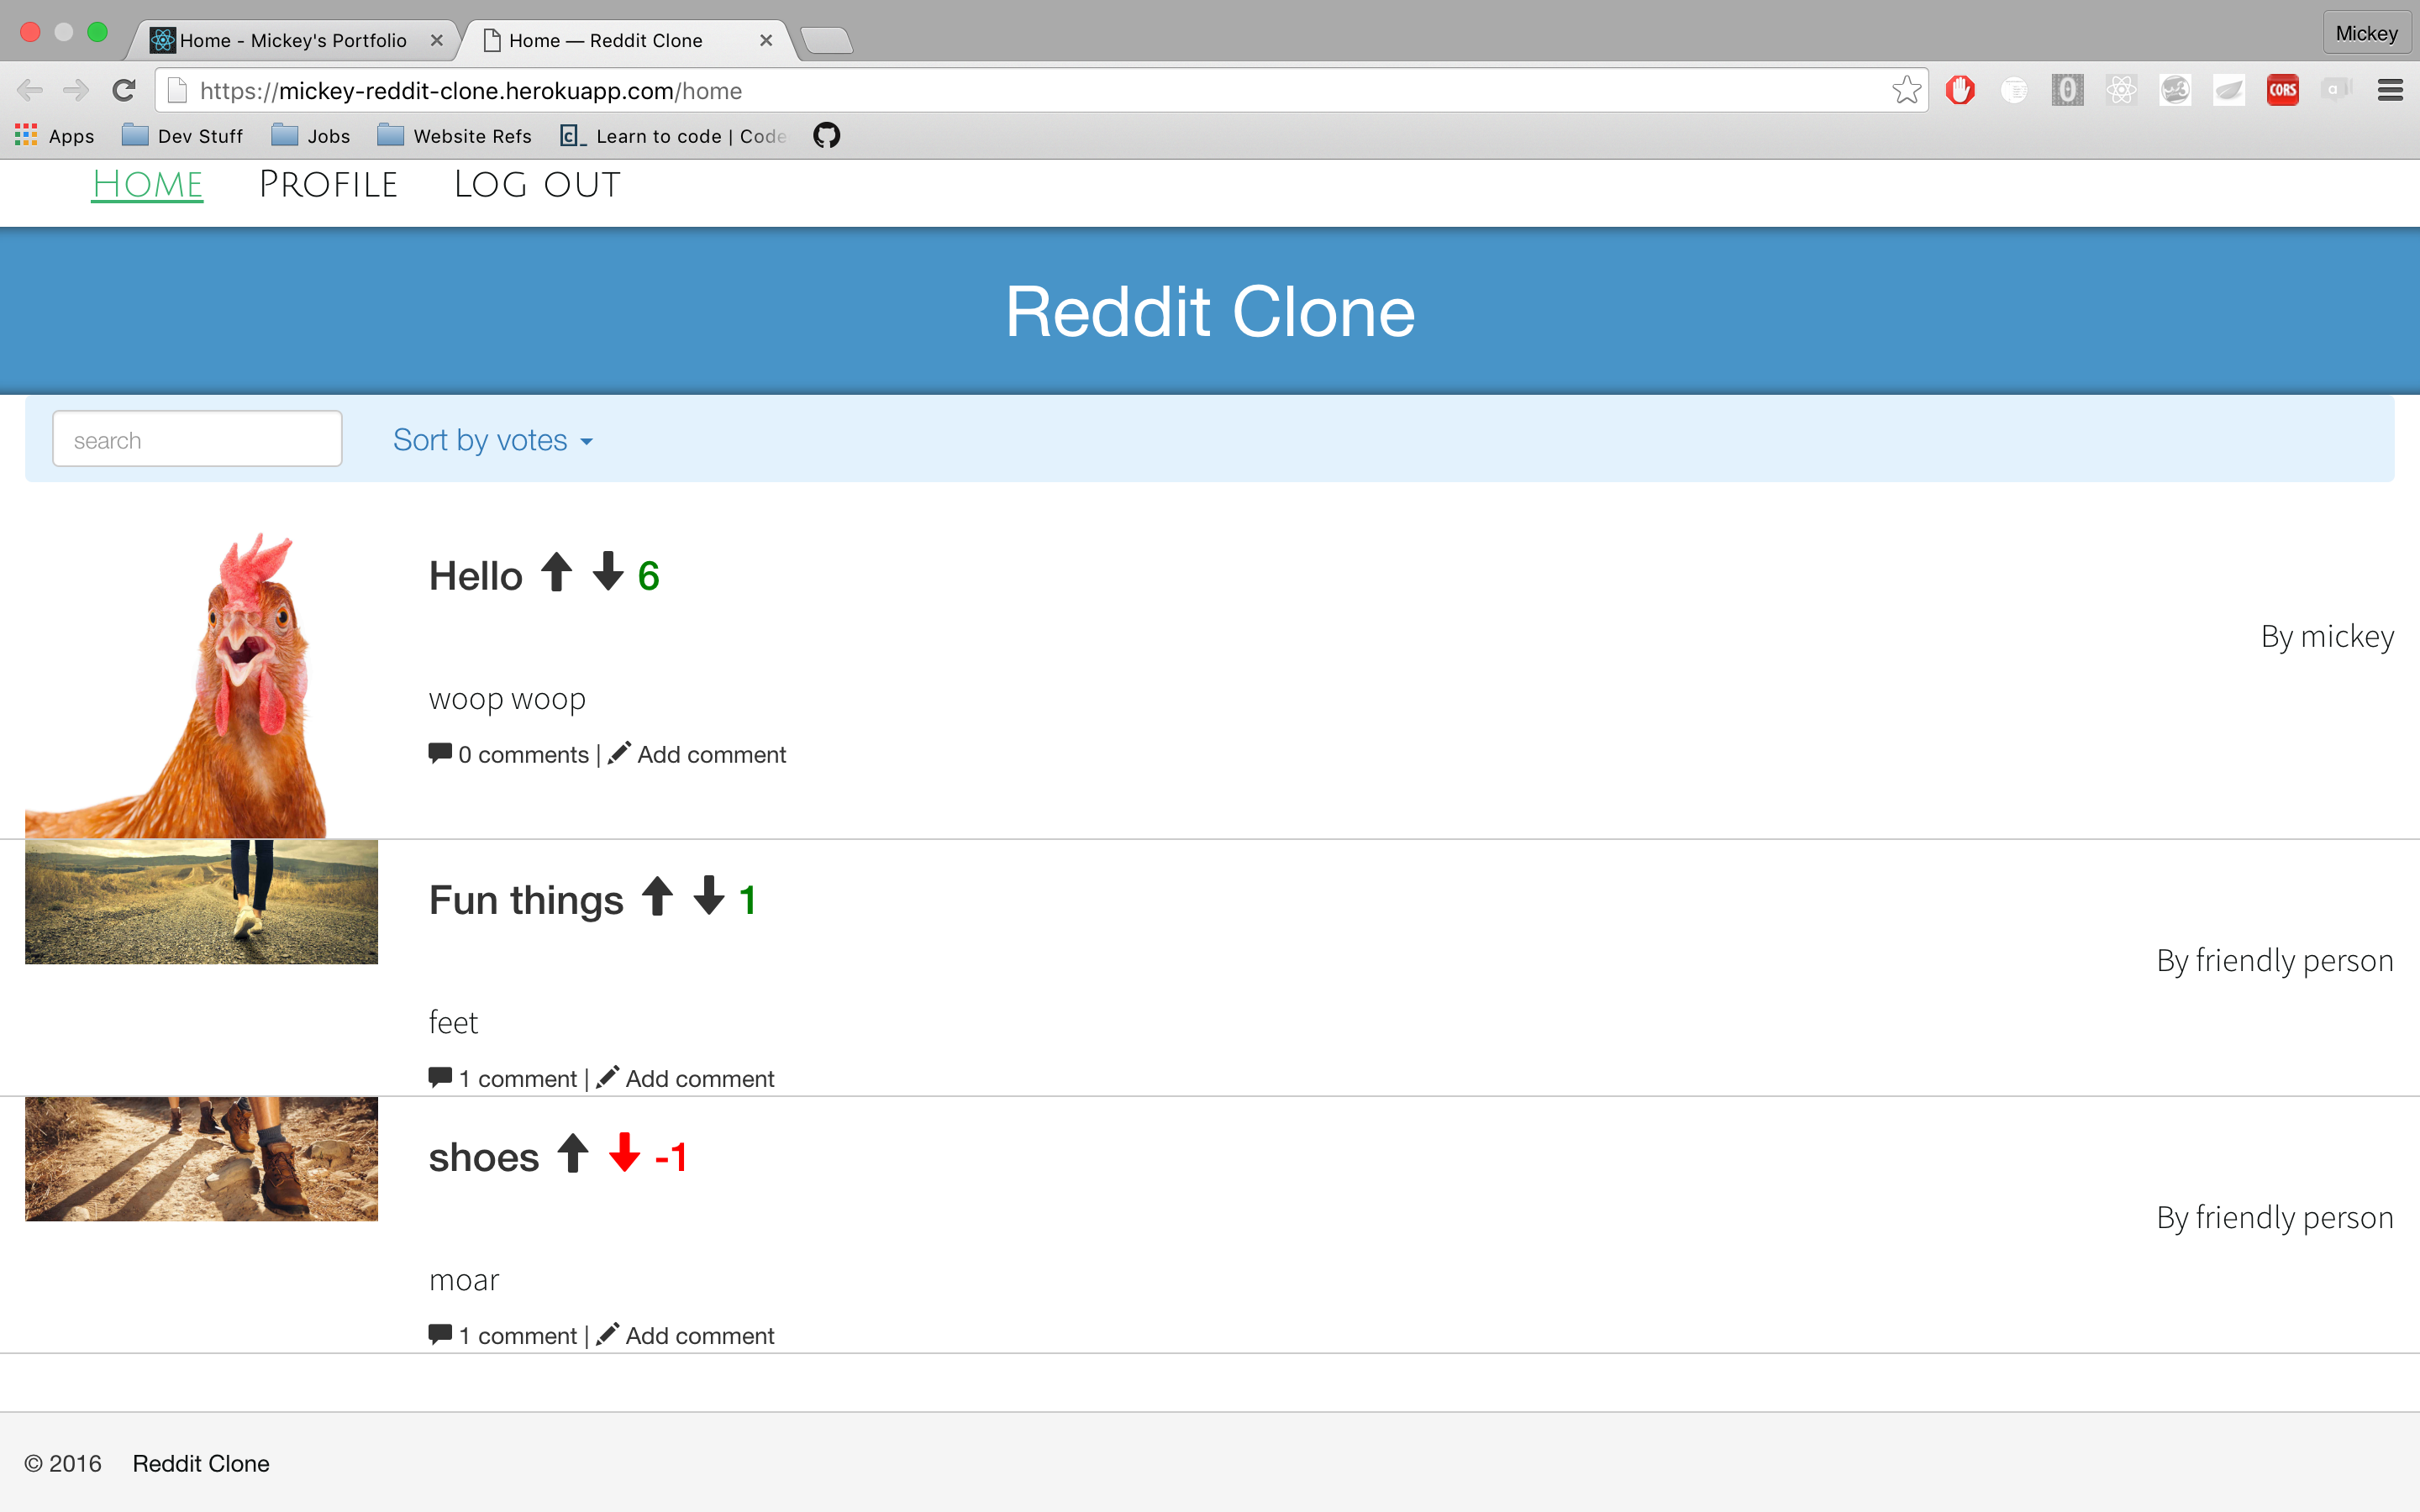 Home - Mickey's Portfolio
Home — Reddit Clone
Mickey
https://mickey-reddit-clone.herokuapp.com/home
CORS
Apps
Dev Stuff
Jobs
Website Refs
Learn to code | Code
Home Profile Log out
Reddit Clone
search
Sort by votes
Hello 6
By mickey
woop woop
0 comments | Add comment
Fun things 1
By friendly person
feet
1 comment | Add comment
shoes -1
By friendly person
moar
1 comment | Add comment
© 2016 Reddit Clone